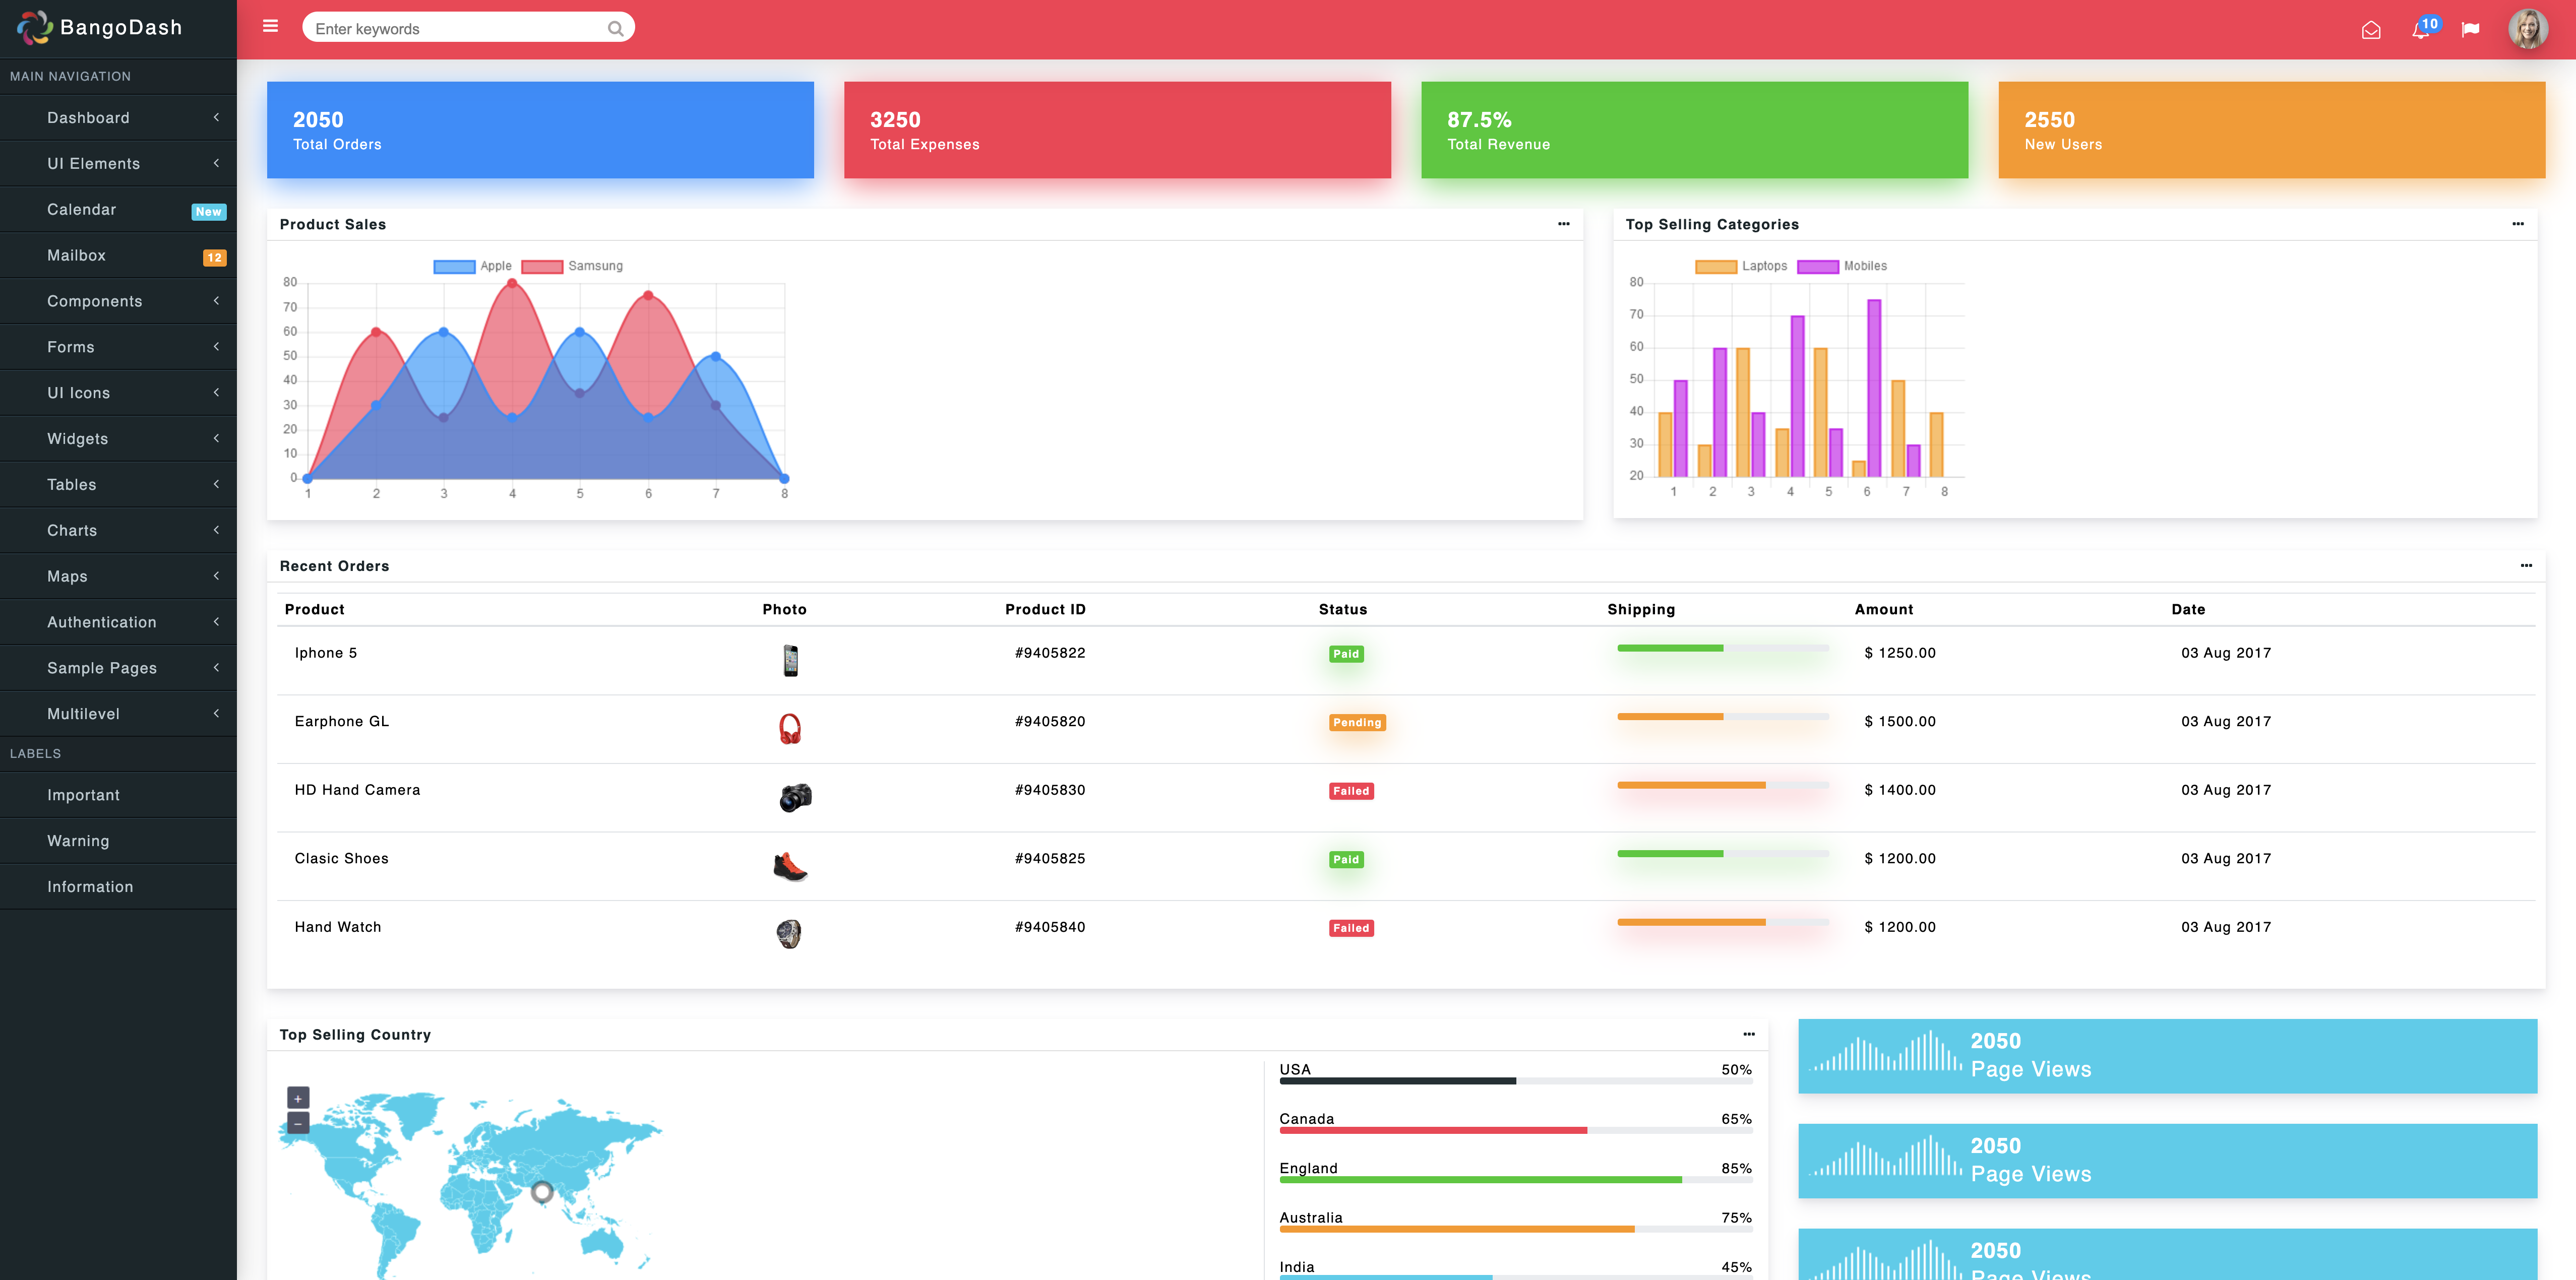 BangoDash
Enter keywords
10
MAIN NAVIGATION
Dashboard
UI Elements
Calendar New
Mailbox 12
Components
Forms
UI Icons
Widgets
Tables
Charts
Maps
Authentication
Sample Pages
Multilevel
LABELS
Important
Warning
Information
2050
Total Orders
3250
Total Expenses
87.5%
Total Revenue
2550
New Users
Product Sales
Apple Samsung
80
70
60
50
40
30
20
10
0
1 2 3 4 5 6 7 8
Top Selling Categories
Laptops Mobiles
80
70
60
50
40
30
20
1 2 3 4 5 6 7 8
Recent Orders
Product Photo Product ID Status Shipping Amount Date
Iphone 5 #9405822 Paid $ 1250.00 03 Aug 2017
Earphone GL #9405820 Pending $ 1500.00 03 Aug 2017
HD Hand Camera #9405830 Failed $ 1400.00 03 Aug 2017
Clasic Shoes #9405825 Paid $ 1200.00 03 Aug 2017
Hand Watch #9405840 Failed $ 1200.00 03 Aug 2017
Top Selling Country
+
−
USA 50%
Canada 65%
England 85%
Australia 75%
India 45%
2050
Page Views
2050
Page Views
2050
Page Views